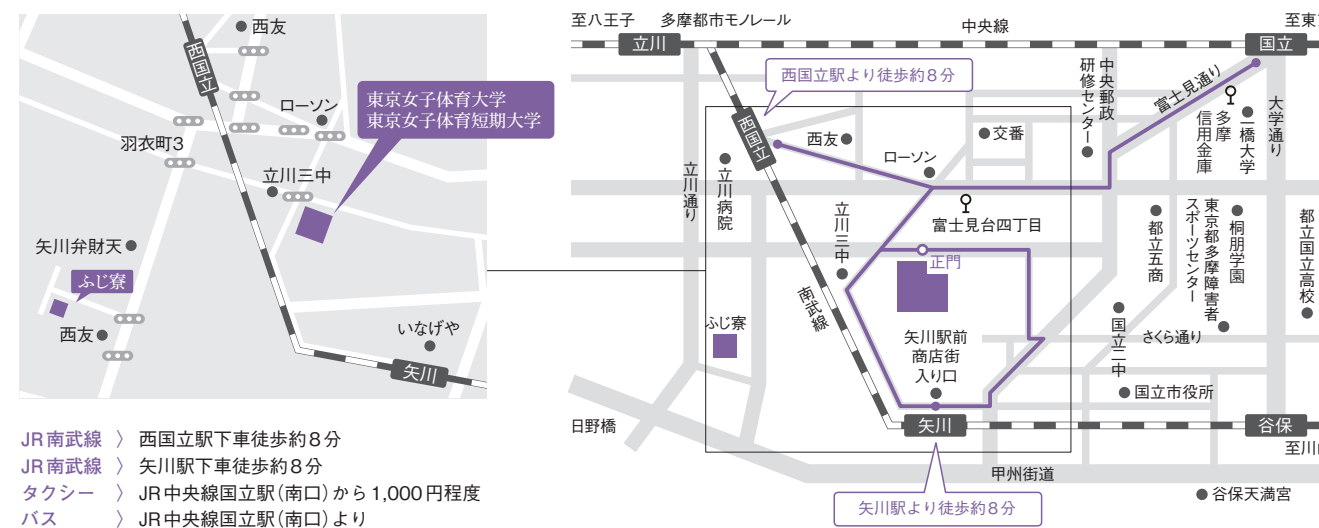 西友
西国立
東京女子体育大学
東京女子体育短期大学
ローソン
羽衣町3
立川三中
矢川弁財天
ふじ寮
西友
いなげや
矢川
JR南武線 〉 西国立駅下車徒歩約8分
JR南武線 〉 矢川駅下車徒歩約8分
タクシー 〉 JR中央線国立駅(南口)から1,000円程度
バス 〉 JR中央線国立駅(南口)より
至八王子
多摩都市モノレール
中央線
至東
立川
国立
西国立駅より徒歩約8分
中央郵政
研修センター
富士見通り
多摩
信用金庫
一橋大学
大学通り
西国立
西友
交番
ローソン
立川通り
立川病院
立川三中
富士見台四丁目
正門
都立五商
東京都多摩障害者
スポーツセンター
桐朋学園
都立国立高校
南武線
ふじ寮
矢川駅前
商店街
入り口
国立二中
さくら通り
国立市役所
日野橋
矢川
谷保
至川
甲州街道
矢川駅より徒歩約8分
谷保天満宮